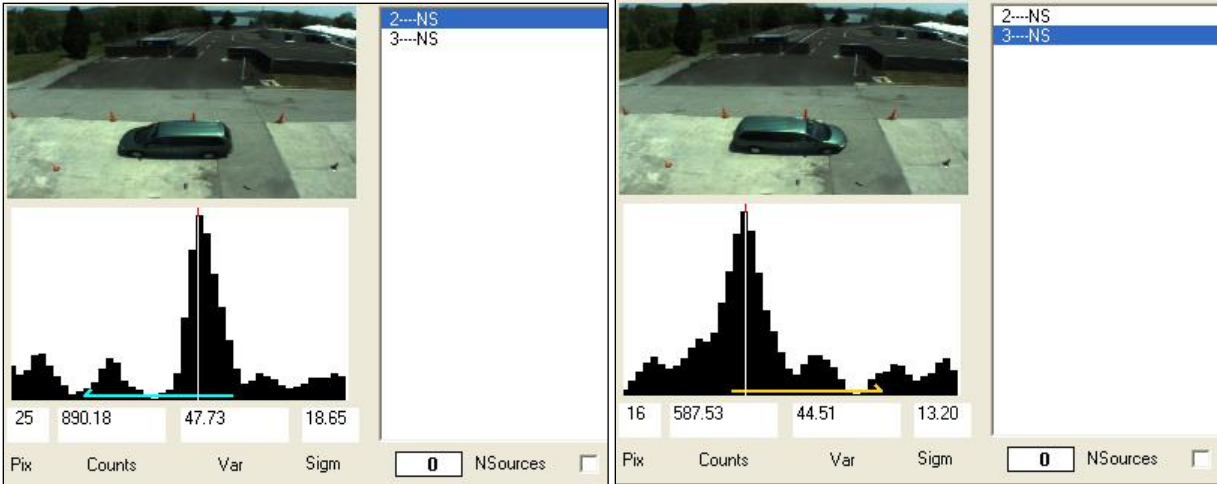 2----NS
3----NS
25 890.18 47.73 18.65
Pix Counts Var Sigm
0 NSources
2----NS
3----NS
16 587.53 44.51 13.20
Pix Counts Var Sigm
0 NSources